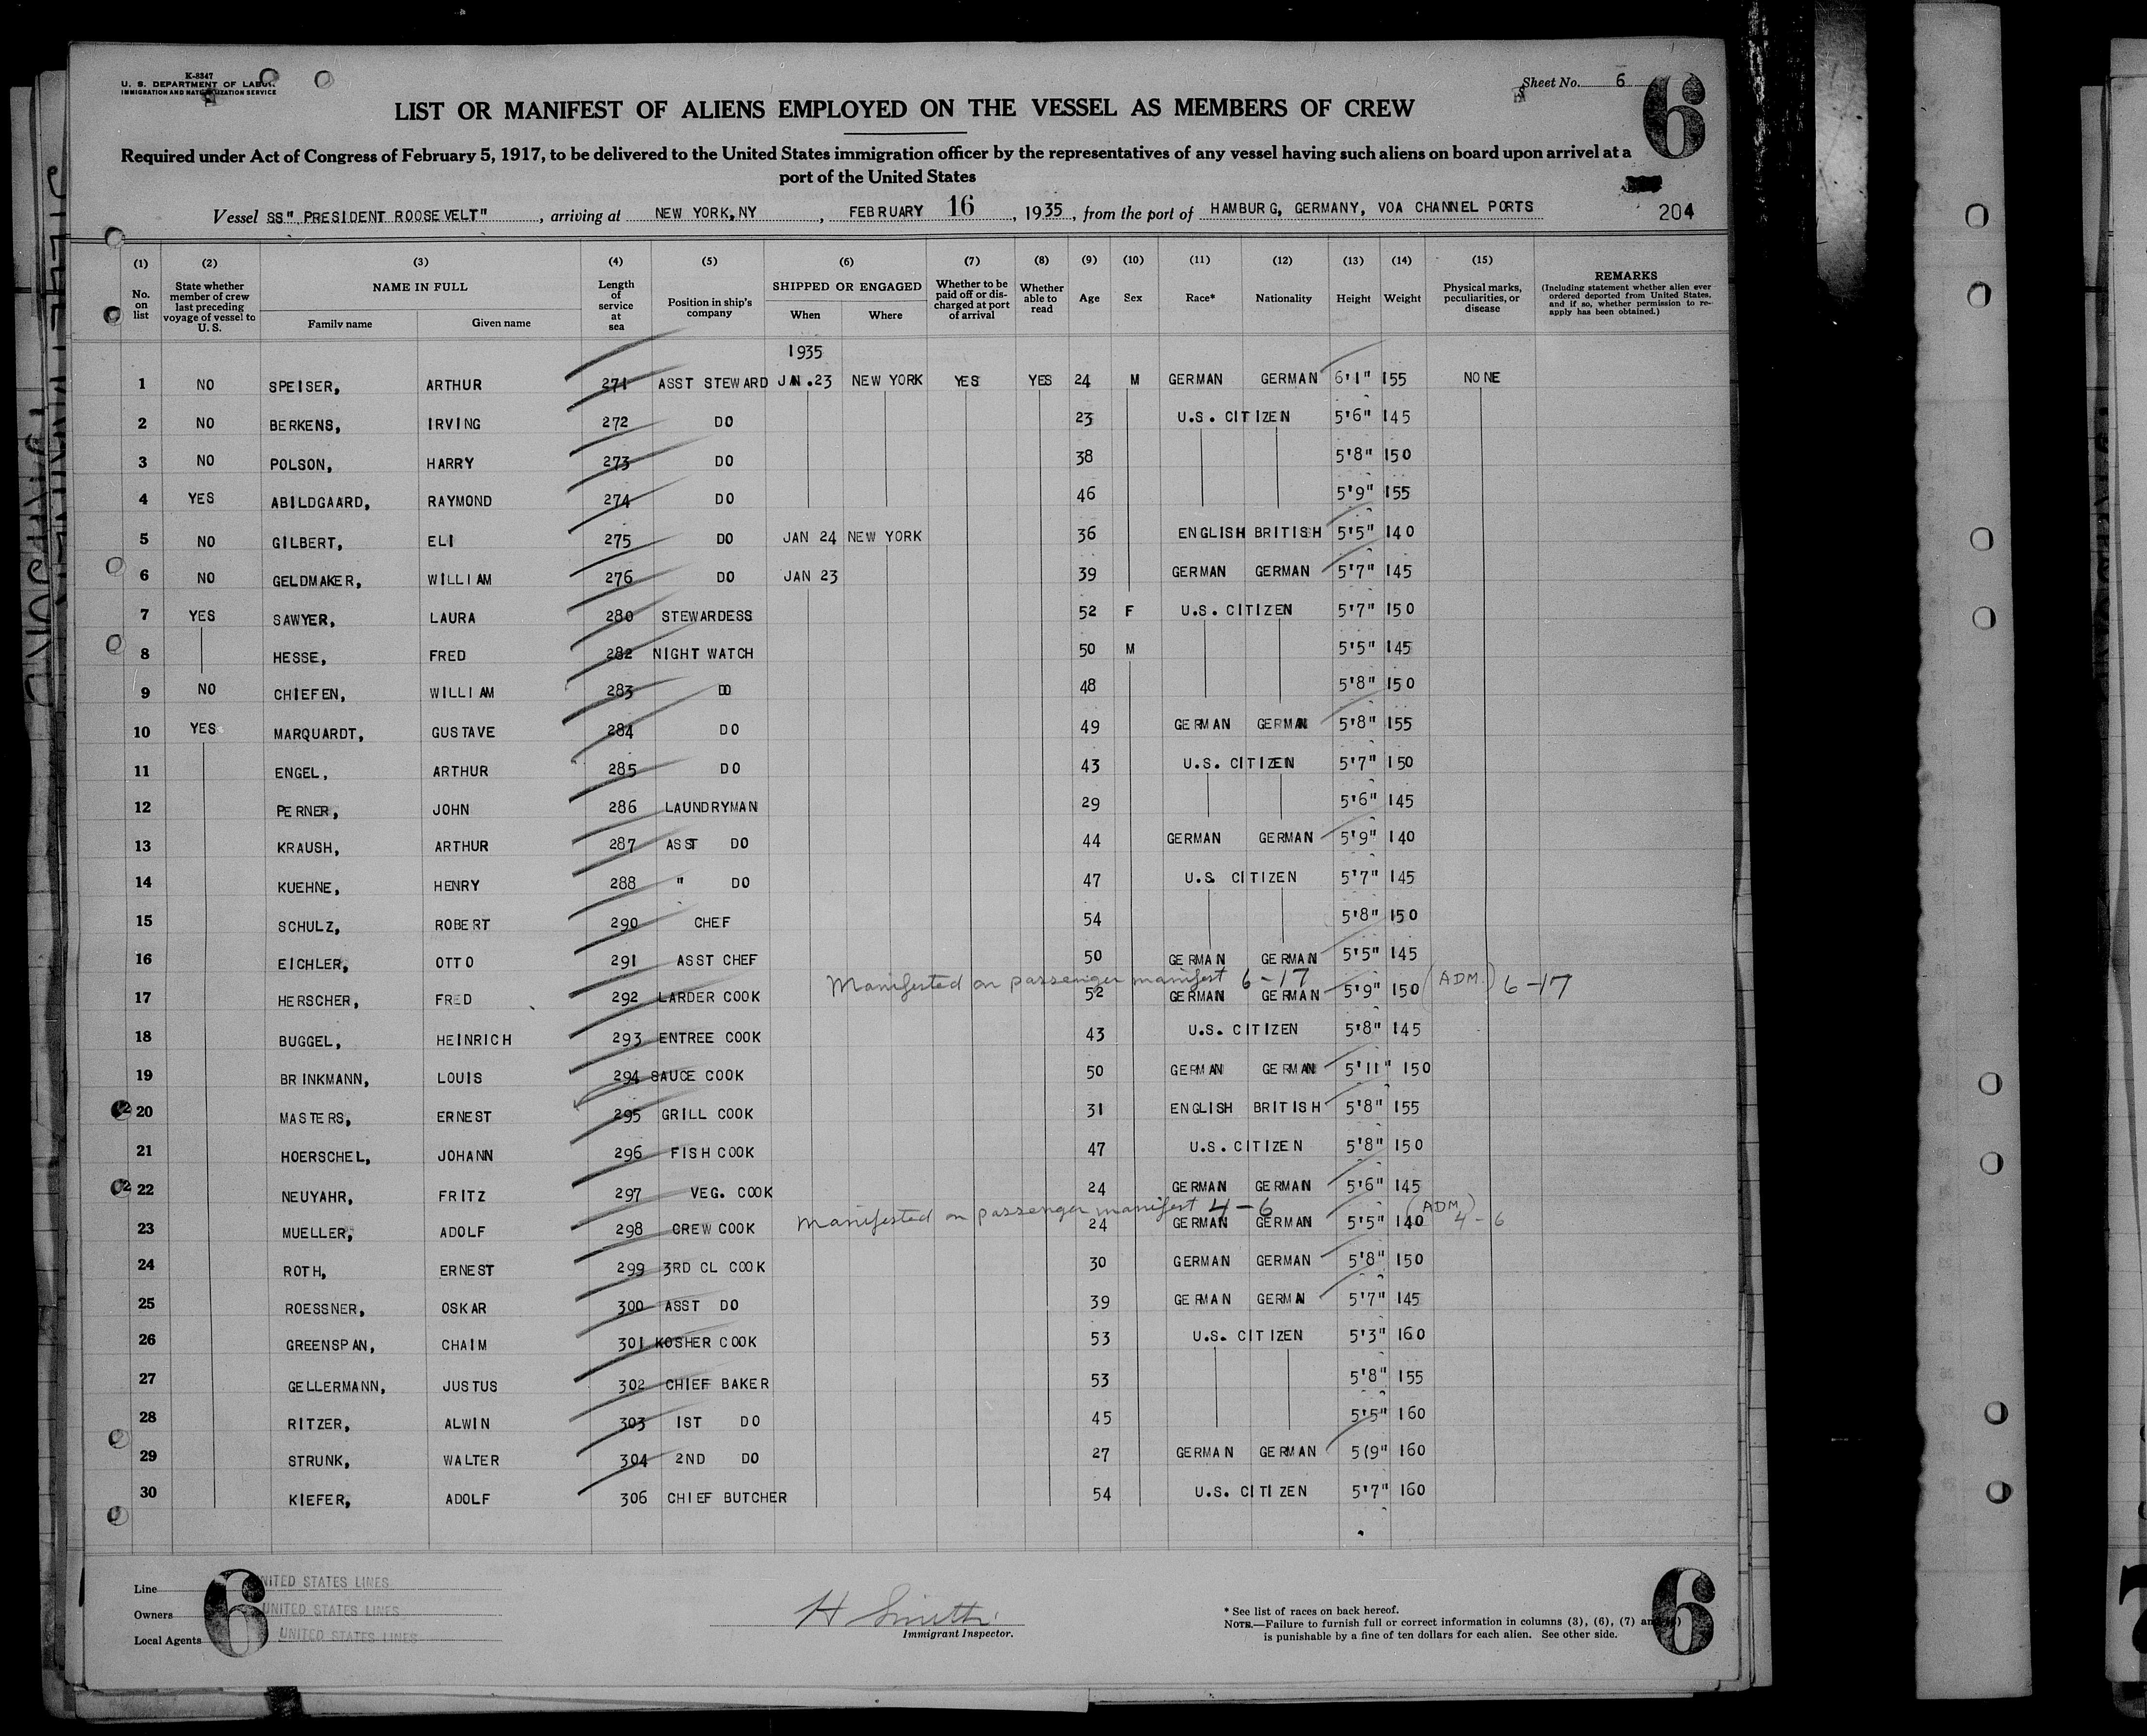 K-8347
U. S. DEPARTMENT OF LABOR
IMMIGRATION AND NATURALIZATION SERVICE
Sheet No. 6
6
LIST OR MANIFEST OF ALIENS EMPLOYED ON THE VESSEL AS MEMBERS OF CREW
Required under Act of Congress of February 5, 1917, to be delivered to the United States immigration officer by the representatives of any vessel having such aliens on board upon arrival at a
port of the United States
Vessel SS" PRESIDENT ROOSEVELT", arriving at NEW YORK,NY, FEBRUARY 16, 1935, from the port of HAMBURG, GERMANY, VOA CHANNEL PORTS
204
(1) (2) (3) (4) (5) (6) (7) (8) (9) (10) (11) (12) (13) (14) (15)
No. on list
State whether member of crew last preceding voyage of vessel to U. S.
NAME IN FULL
Family name Given name
Length of service at sea
Position in ship's company
SHIPPED OR ENGAGED
When Where
Whether to be paid off or discharged at port of arrival
Whether able to read
Age Sex Race* Nationality Height Weight
Physical marks, peculiarities, or disease
REMARKS
(Including statement whether alien ever ordered deported from United States, and if so, whether permission to re-apply has been obtained.)
1935
1 NO SPEISER, ARTHUR 271 ASST STEWARD JAN.23 NEW YORK YES YES 24 M GERMAN GERMAN 6'1" 155 NONE
2 NO BERKENS, IRVING 272 DO 23 U.S. CITIZEN 5'6" 145
3 NO POLSON, HARRY 273 DO 38 5'8" 150
4 YES ABILDGAARD, RAYMOND 274 DO 46 5'9" 155
5 NO GILBERT, ELI 275 DO JAN 24 NEW YORK 36 ENGLISH BRITISH 5'5" 140
6 NO GELDMAKER, WILLIAM 276 DO JAN 23 39 GERMAN GERMAN 5'7" 145
7 YES SAWYER, LAURA 280 STEWARDESS 52 F U.S. CITIZEN 5'7" 150
8 HESSE, FRED 282 NIGHT WATCH 50 M 5'5" 145
9 NO CHIEFEN, WILLIAM 283 DO 48 5'8" 150
10 YES MARQUARDT, GUSTAVE 284 DO 49 GERMAN GERMAN 5'8" 155
11 ENGEL, ARTHUR 285 DO 43 U.S. CITIZEN 5'7" 150
12 PERNER, JOHN 286 LAUNDRYMAN 29 5'6" 145
13 KRAUSH, ARTHUR 287 ASST DO 44 GERMAN GERMAN 5'9" 140
14 KUEHNE, HENRY 288 " DO 47 U.S. CITIZEN 5'7" 145
15 SCHULZ, ROBERT 290 CHEF 54 5'8" 150
16 EICHLER, OTTO 291 ASST CHEF 50 GERMAN GERMAN 5'5" 145
Manifested on passenger manifest 6-17 (ADM.) 6-17
17 HERSCHER, FRED 292 LARDER COOK 52 GERMAN GERMAN 5'9" 150
18 BUGGEL, HEINRICH 293 ENTREE COOK 43 U.S. CITIZEN 5'8" 145
19 BRINKMANN, LOUIS 294 SAUCE COOK 50 GERMAN GERMAN 5'11" 150
20 MASTERS, ERNEST 295 GRILL COOK 31 ENGLISH BRITISH 5'8" 155
21 HOERSCHEL, JOHANN 296 FISH COOK 47 U.S. CITIZEN 5'8" 150
22 NEUYAHR, FRITZ 297 VEG. COOK 24 GERMAN GERMAN 5'6" 145
Manifested on passenger manifest 4-6 (ADM) 4-6
23 MUELLER, ADOLF 298 CREW COOK 24 GERMAN GERMAN 5'5" 140
24 ROTH, ERNEST 299 3RD CL COOK 30 GERMAN GERMAN 5'8" 150
25 ROESSNER, OSKAR 300 ASST DO 39 GERMAN GERMAN 5'7" 145
26 GREENSPAN, CHAIM 301 KOSHER COOK 53 U.S. CITIZEN 5'3" 160
27 GELLERMANN, JUSTUS 302 CHIEF BAKER 53 5'8" 155
28 RITZER, ALWIN 303 1ST DO 45 5'5" 160
29 STRUNK, WALTER 304 2ND DO 27 GERMAN GERMAN 5(9" 160
30 KIEFER, ADOLF 306 CHIEF BUTCHER 54 U.S. CITIZEN 5'7" 160
Line UNITED STATES LINES
Owners UNITED STATES LINES
Local Agents UNITED STATES LINES
6
H Smith
Immigrant Inspector.
* See list of races on back hereof.
NOTE.—Failure to furnish full or correct information in columns (3), (6), (7) and
is punishable by a fine of ten dollars for each alien. See other side.
6